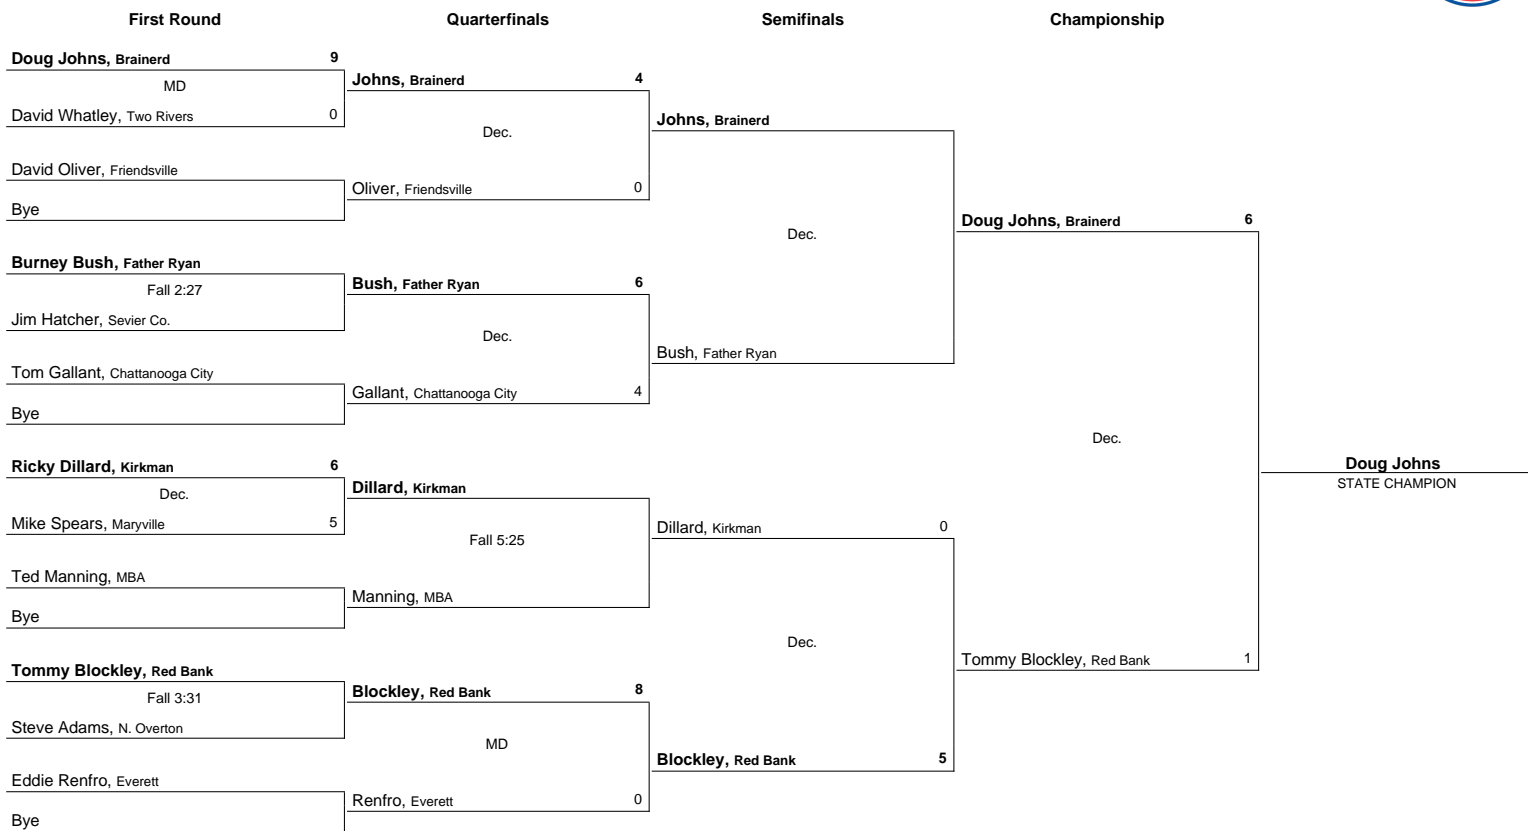 First Round Quarterfinals Semifinals Championship
Doug Johns, Brainerd 9
MD
David Whatley, Two Rivers 0
David Oliver, Friendsville
Bye
Burney Bush, Father Ryan
Fall 2:27
Jim Hatcher, Sevier Co.
Tom Gallant, Chattanooga City
Bye
Ricky Dillard, Kirkman 6
Dec.
Mike Spears, Maryville 5
Ted Manning, MBA
Bye
Tommy Blockley, Red Bank
Fall 3:31
Steve Adams, N. Overton
Eddie Renfro, Everett
Bye
Johns, Brainerd 4
Dec.
Oliver, Friendsville 0
Bush, Father Ryan 6
Dec.
Gallant, Chattanooga City 4
Dillard, Kirkman
Fall 5:25
Manning, MBA
Blockley, Red Bank 8
MD
Renfro, Everett 0
Johns, Brainerd
Dec.
Bush, Father Ryan
Dillard, Kirkman 0
Dec.
Blockley, Red Bank 5
Doug Johns, Brainerd 6
Dec.
Tommy Blockley, Red Bank 1
Doug Johns
STATE CHAMPION